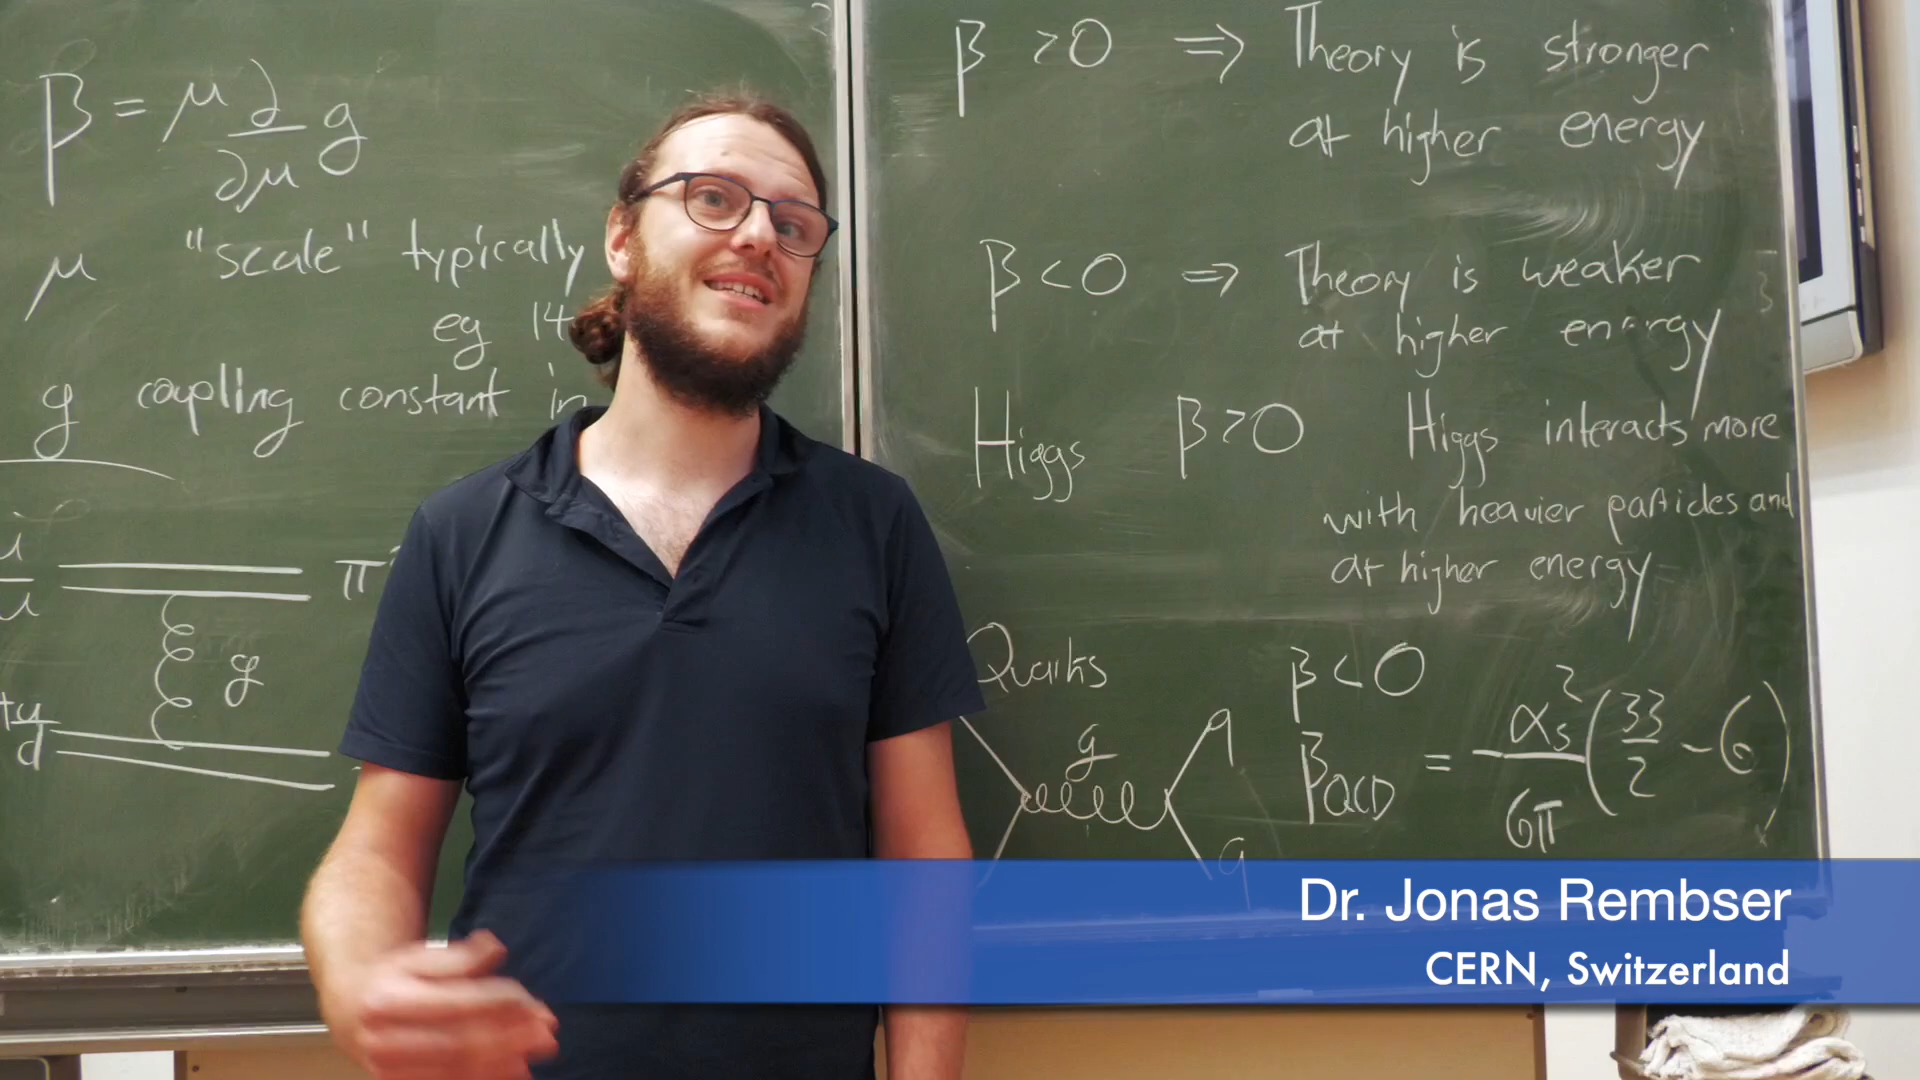 β = μ ∂/∂μ g
μ "scale" typically
eg 14
g coupling constant in
π
g
d
β >0 ⇒ Theory is stronger
at higher energy
β <0 ⇒ Theory is weaker
at higher energy
Higgs β >0 Higgs interacts more
with heavier particles and
at higher energy
Quarks β <0
g q
q
β_QCD = -α_s²/6π (33/2 - 6)
Dr. Jonas Rembser
CERN, Switzerland